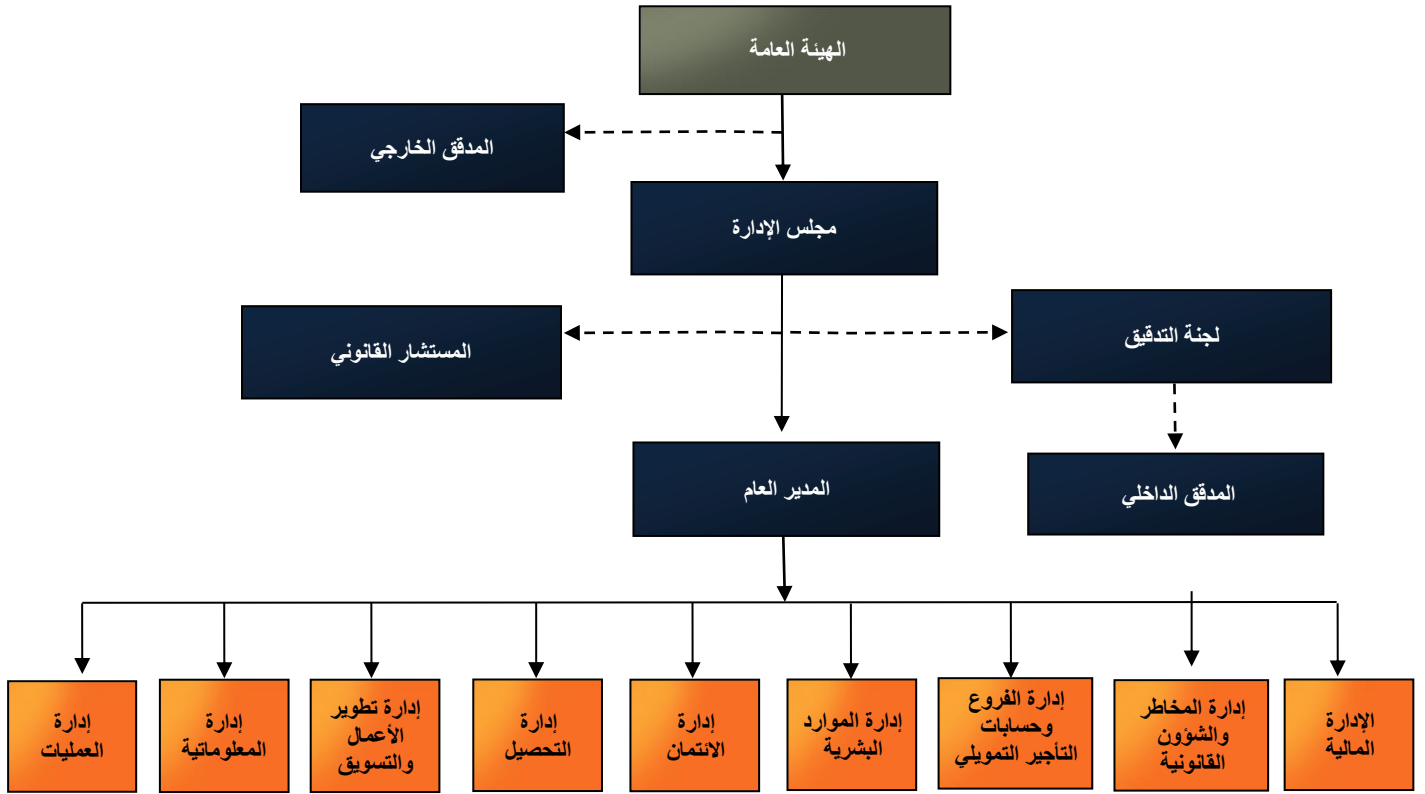 الهيئة العامة
المدقق الخارجي
مجلس الإدارة
لجنة التدقيق
المستشار القانوني
المدير العام
المدقق الداخلي
الإدارة
المالية
إدارة المخاطر
والشؤون
القانونية
إدارة الفروع
وحسابات
التأجير التمويلي
إدارة الموارد
البشرية
إدارة
الائتمان
إدارة
التحصيل
إدارة تطوير
الأعمال
والتسويق
إدارة
المعلوماتية
إدارة
العمليات